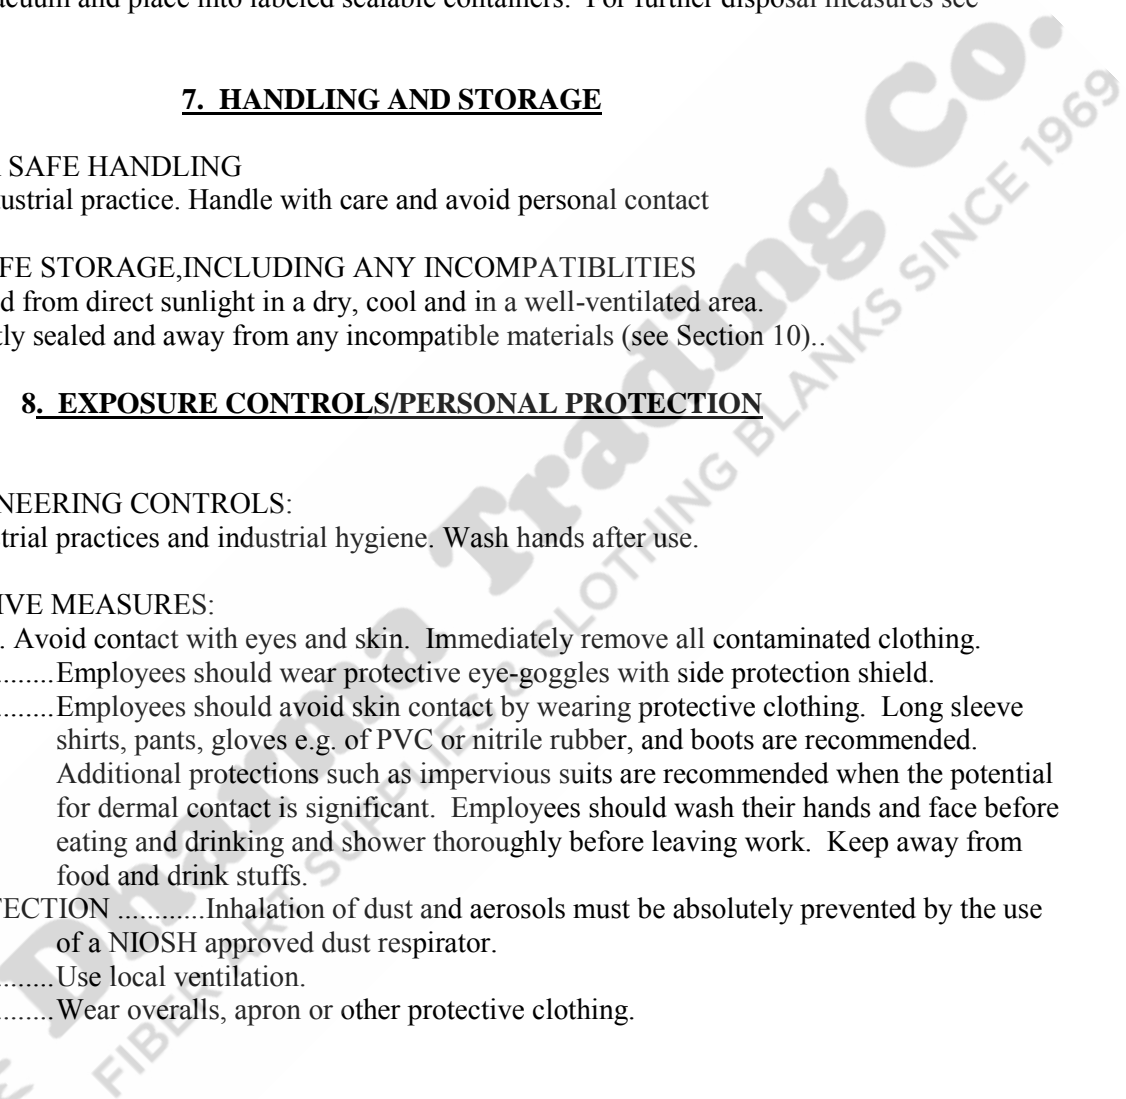 and place into labeled sealable containers. For further disposal measures see
7. HANDLING AND STORAGE
SAFE HANDLING
ustrial practice. Handle with care and avoid personal contact
FE STORAGE,INCLUDING ANY INCOMPATIBLITIES
d from direct sunlight in a dry, cool and in a well-ventilated area.
tly sealed and away from any incompatible materials (see Section 10)..
8. EXPOSURE CONTROLS/PERSONAL PROTECTION
NEERING CONTROLS:
trial practices and industrial hygiene. Wash hands after use.
IVE MEASURES:
. Avoid contact with eyes and skin. Immediately remove all contaminated clothing.
........Employees should wear protective eye-goggles with side protection shield.
........Employees should avoid skin contact by wearing protective clothing. Long sleeve
shirts, pants, gloves e.g. of PVC or nitrile rubber, and boots are recommended.
Additional protections such as impervious suits are recommended when the potential
for dermal contact is significant. Employees should wash their hands and face before
eating and drinking and shower thoroughly before leaving work. Keep away from
food and drink stuffs.
TECTION ............Inhalation of dust and aerosols must be absolutely prevented by the use
of a NIOSH approved dust respirator.
........Use local ventilation.
........Wear overalls, apron or other protective clothing.
Dharma Trading Co.
FIBER ART SUPPLIES & CLOTHING BLANKS SINCE 1969